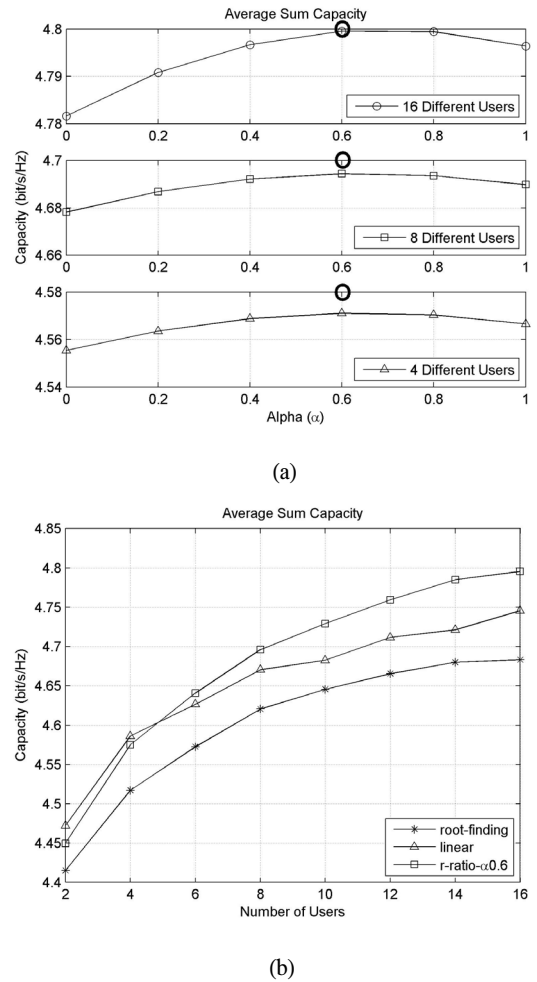 Average Sum Capacity
4.8
4.79
4.78
0 0.2 0.4 0.6 0.8 1
16 Different Users
4.7
4.68
4.66
0 0.2 0.4 0.6 0.8 1
8 Different Users
Capacity (bit/s/Hz)
4.58
4.56
4.54
0 0.2 0.4 0.6 0.8 1
4 Different Users
Alpha (α)
(a)
Average Sum Capacity
4.85
4.8
4.75
4.7
4.65
4.6
4.55
4.5
4.45
4.4
Capacity (bit/s/Hz)
root-finding
linear
r-ratio-α0.6
2 4 6 8 10 12 14 16
Number of Users
(b)